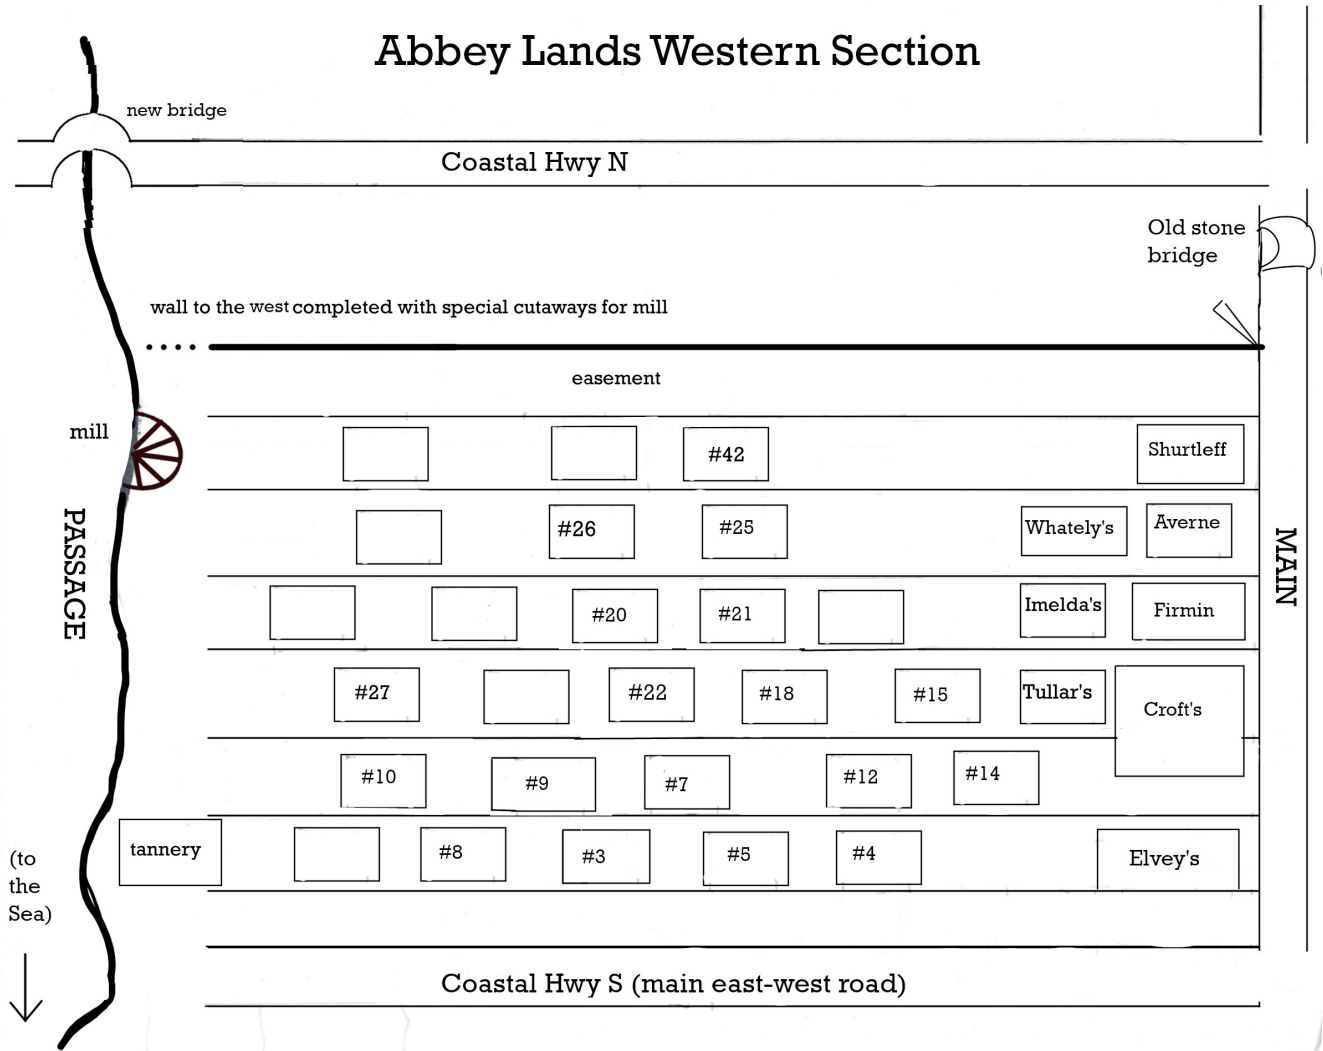 Abbey Lands Western Section
new bridge
Coastal Hwy N
Old stone
bridge
wall to the west completed with special cutaways for mill
easement
mill
#42
Shurtleff
PASSAGE
#26
#25
Whately's
Averne
MAIN
#20
#21
Imelda's
Firmin
#27
#22
#18
#15
Tullar's
Croft's
#10
#9
#7
#12
#14
tannery
#8
#3
#5
#4
Elvey's
(to
the
Sea)
Coastal Hwy S (main east-west road)